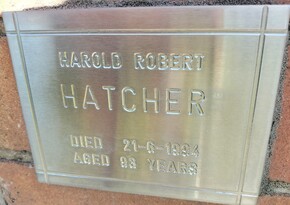 HAROLD ROBERT
HATCHER
DIED 21-6-1994
AGED 93 YEARS